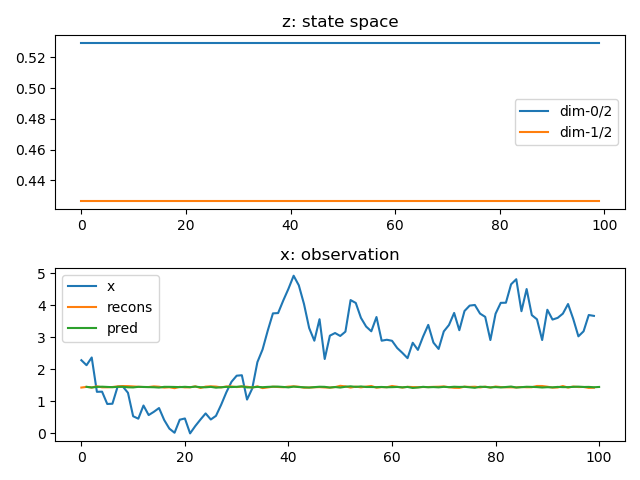 z: state space
0.52
0.50
0.48
0.46
0.44
dim-0/2
dim-1/2
0 20 40 60 80 100
x: observation
5
4
3
2
1
0
x
recons
pred
0 20 40 60 80 100